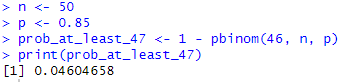 > n <- 50
> p <- 0.85
> prob_at_least_47 <- 1 - pbinom(46, n, p)
> print(prob_at_least_47)
[1] 0.04604658